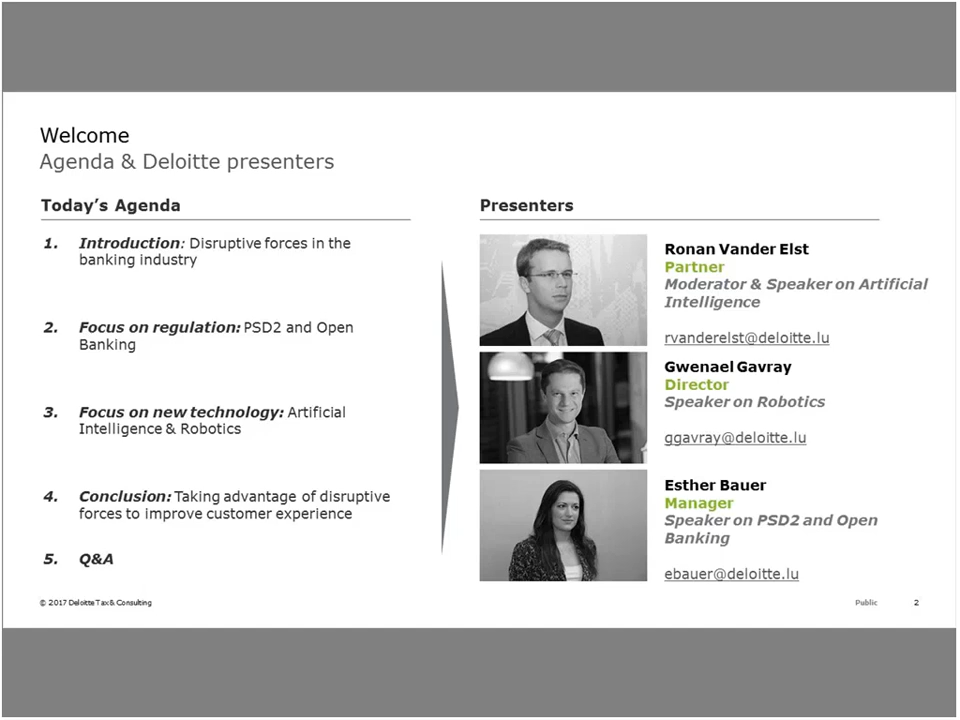 Welcome
Agenda & Deloitte presenters
Today's Agenda
1. Introduction: Disruptive forces in the
banking industry
2. Focus on regulation: PSD2 and Open
Banking
3. Focus on new technology: Artificial
Intelligence & Robotics
4. Conclusion: Taking advantage of disruptive
forces to improve customer experience
5. Q&A
Presenters
Ronan Vander Elst
Partner
Moderator & Speaker on Artificial
Intelligence
rvanderelst@deloitte.lu
Gwenael Gavray
Director
Speaker on Robotics
ggavray@deloitte.lu
Esther Bauer
Manager
Speaker on PSD2 and Open
Banking
ebauer@deloitte.lu
© 2017 Deloitte Tax & Consulting
Public
2